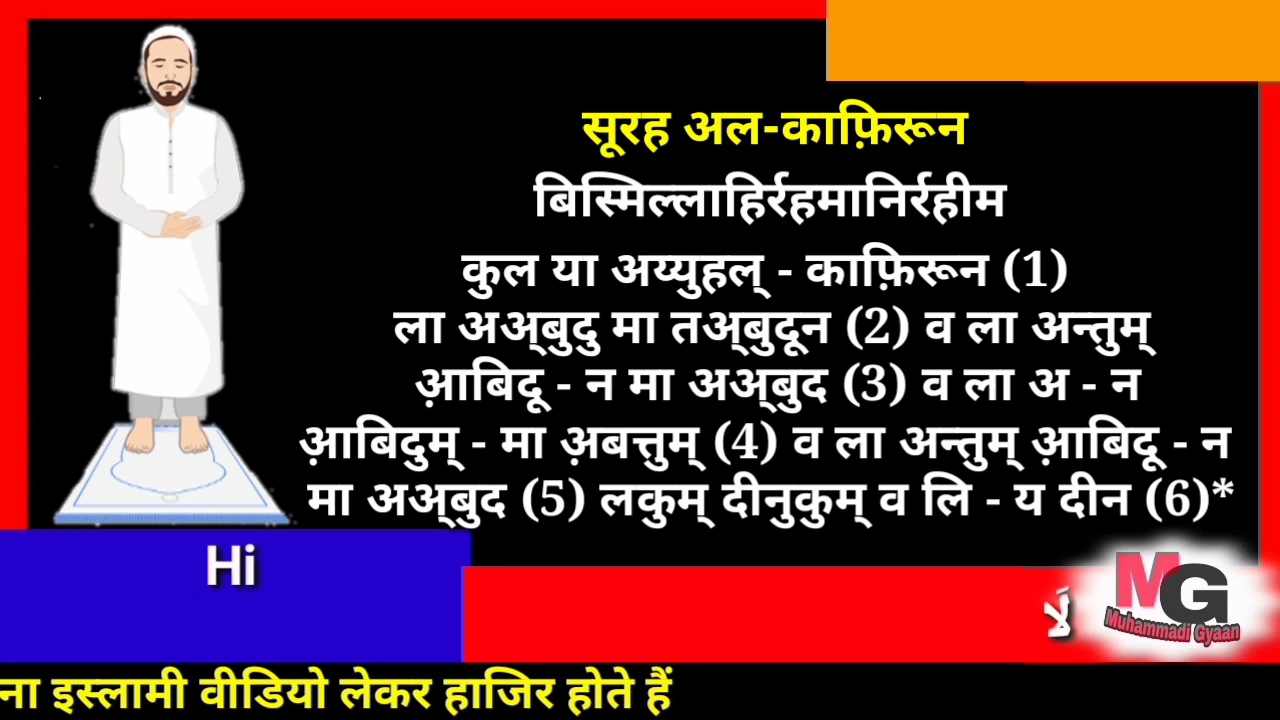 सूरह अल-काफ़िरून
बिस्मिल्लाहिर्रहमानिर्रहीम
कुल या अय्युहल् - काफ़िरून (1)
ला अअ्बुदु मा तअ्बुदून (2) व ला अन्तुम्
आ़बिदू - न मा अअ्बुद (3) व ला अ - न
आ़बिदुम् - मा अ़बत्तुम् (4) व ला अन्तुम् आ़बिदू - न
मा अअ्बुद (5) लकुम् दीनुकुम् व लि - य दीन (6)*
Hi
لَا
MG
Muhammadi Gyaan
ना इस्लामी वीडियो लेकर हाजिर होते हैं